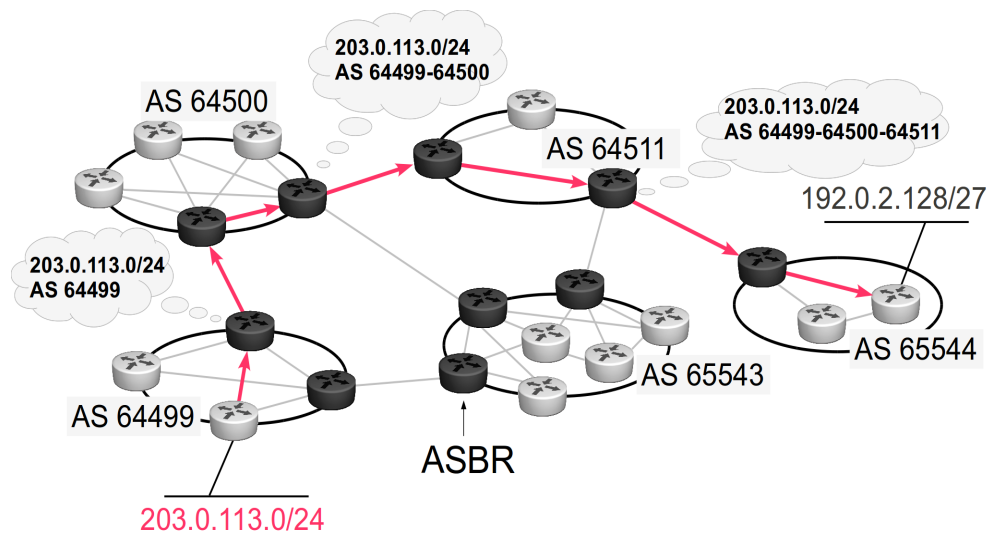 203.0.113.0/24
AS 64499-64500
AS 64500
203.0.113.0/24
AS 64499-64500-64511
AS 64511
192.0.2.128/27
203.0.113.0/24
AS 64499
AS 65544
AS 65543
AS 64499
ASBR
203.0.113.0/24